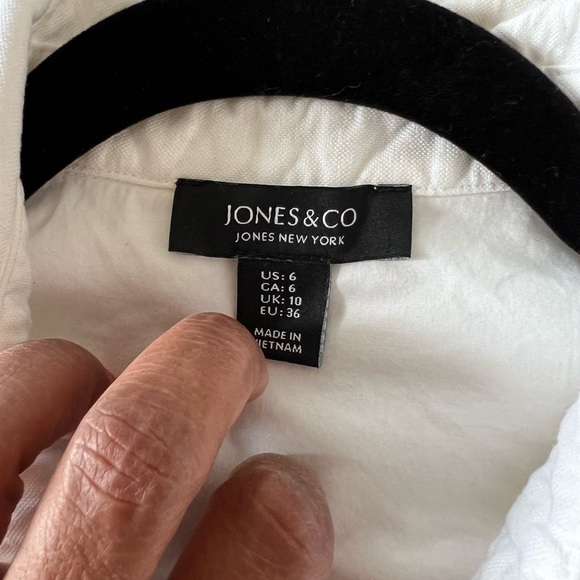 JONES & CO
JONES NEW YORK
US: 6
CA: 6
UK: 10
EU: 36
MADE IN
VIETNAM